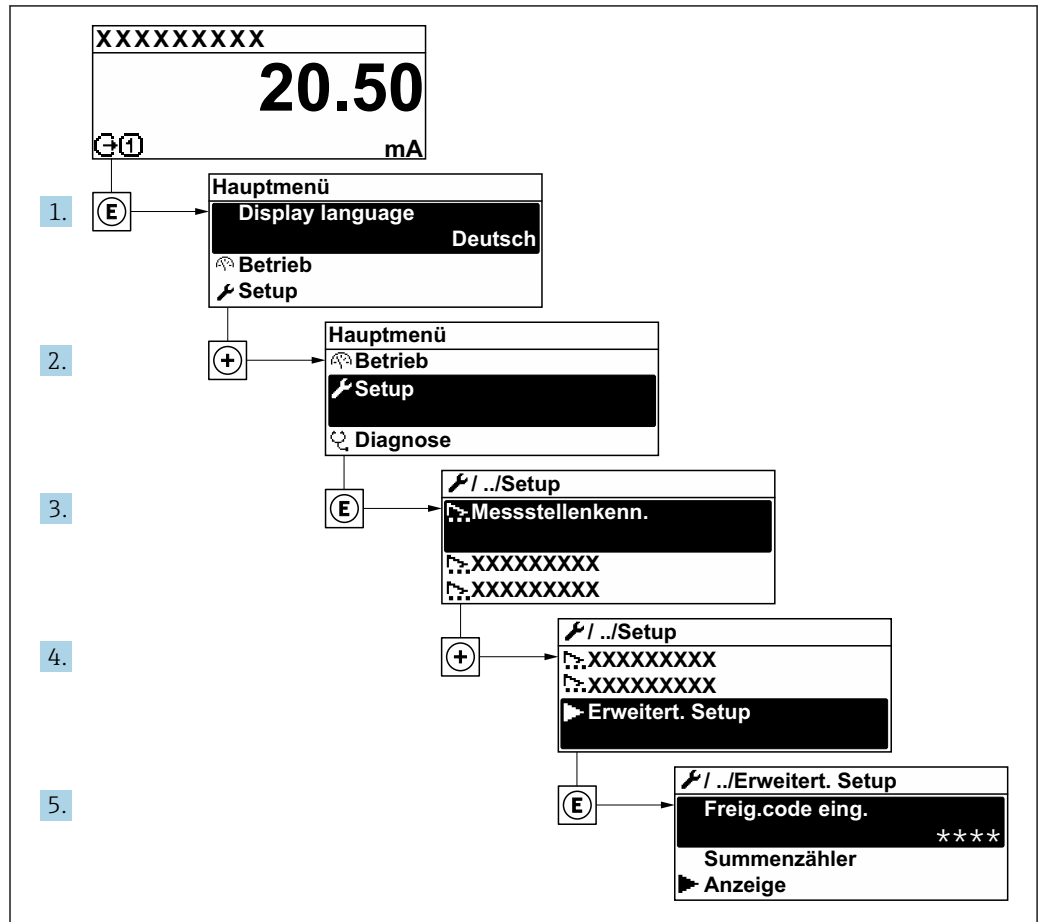 XXXXXXXXX
20.50
mA
1
1.
E
Hauptmenü
Display language
Deutsch
Betrieb
Setup
2.
+
Hauptmenü
Betrieb
Setup
Diagnose
3.
E
/ ../Setup
Messstellenkenn.
XXXXXXXXX
XXXXXXXXX
4.
+
/ ../Setup
XXXXXXXXX
XXXXXXXXX
Erweitert. Setup
5.
E
/ ../Erweitert. Setup
Freig.code eing.
****
Summenzähler
Anzeige